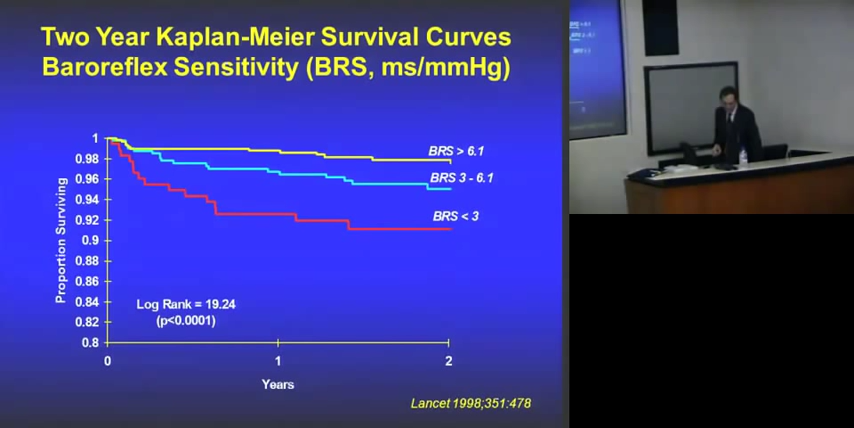 Two Year Kaplan-Meier Survival Curves
Baroreflex Sensitivity (BRS, ms/mmHg)
Proportion Surviving
1
0.98
0.96
0.94
0.92
0.9
0.88
0.86
0.84
0.82
0.8
BRS > 6.1
BRS 3 - 6.1
BRS < 3
Log Rank = 19.24
(p<0.0001)
0
1
2
Years
Lancet 1998;351:478